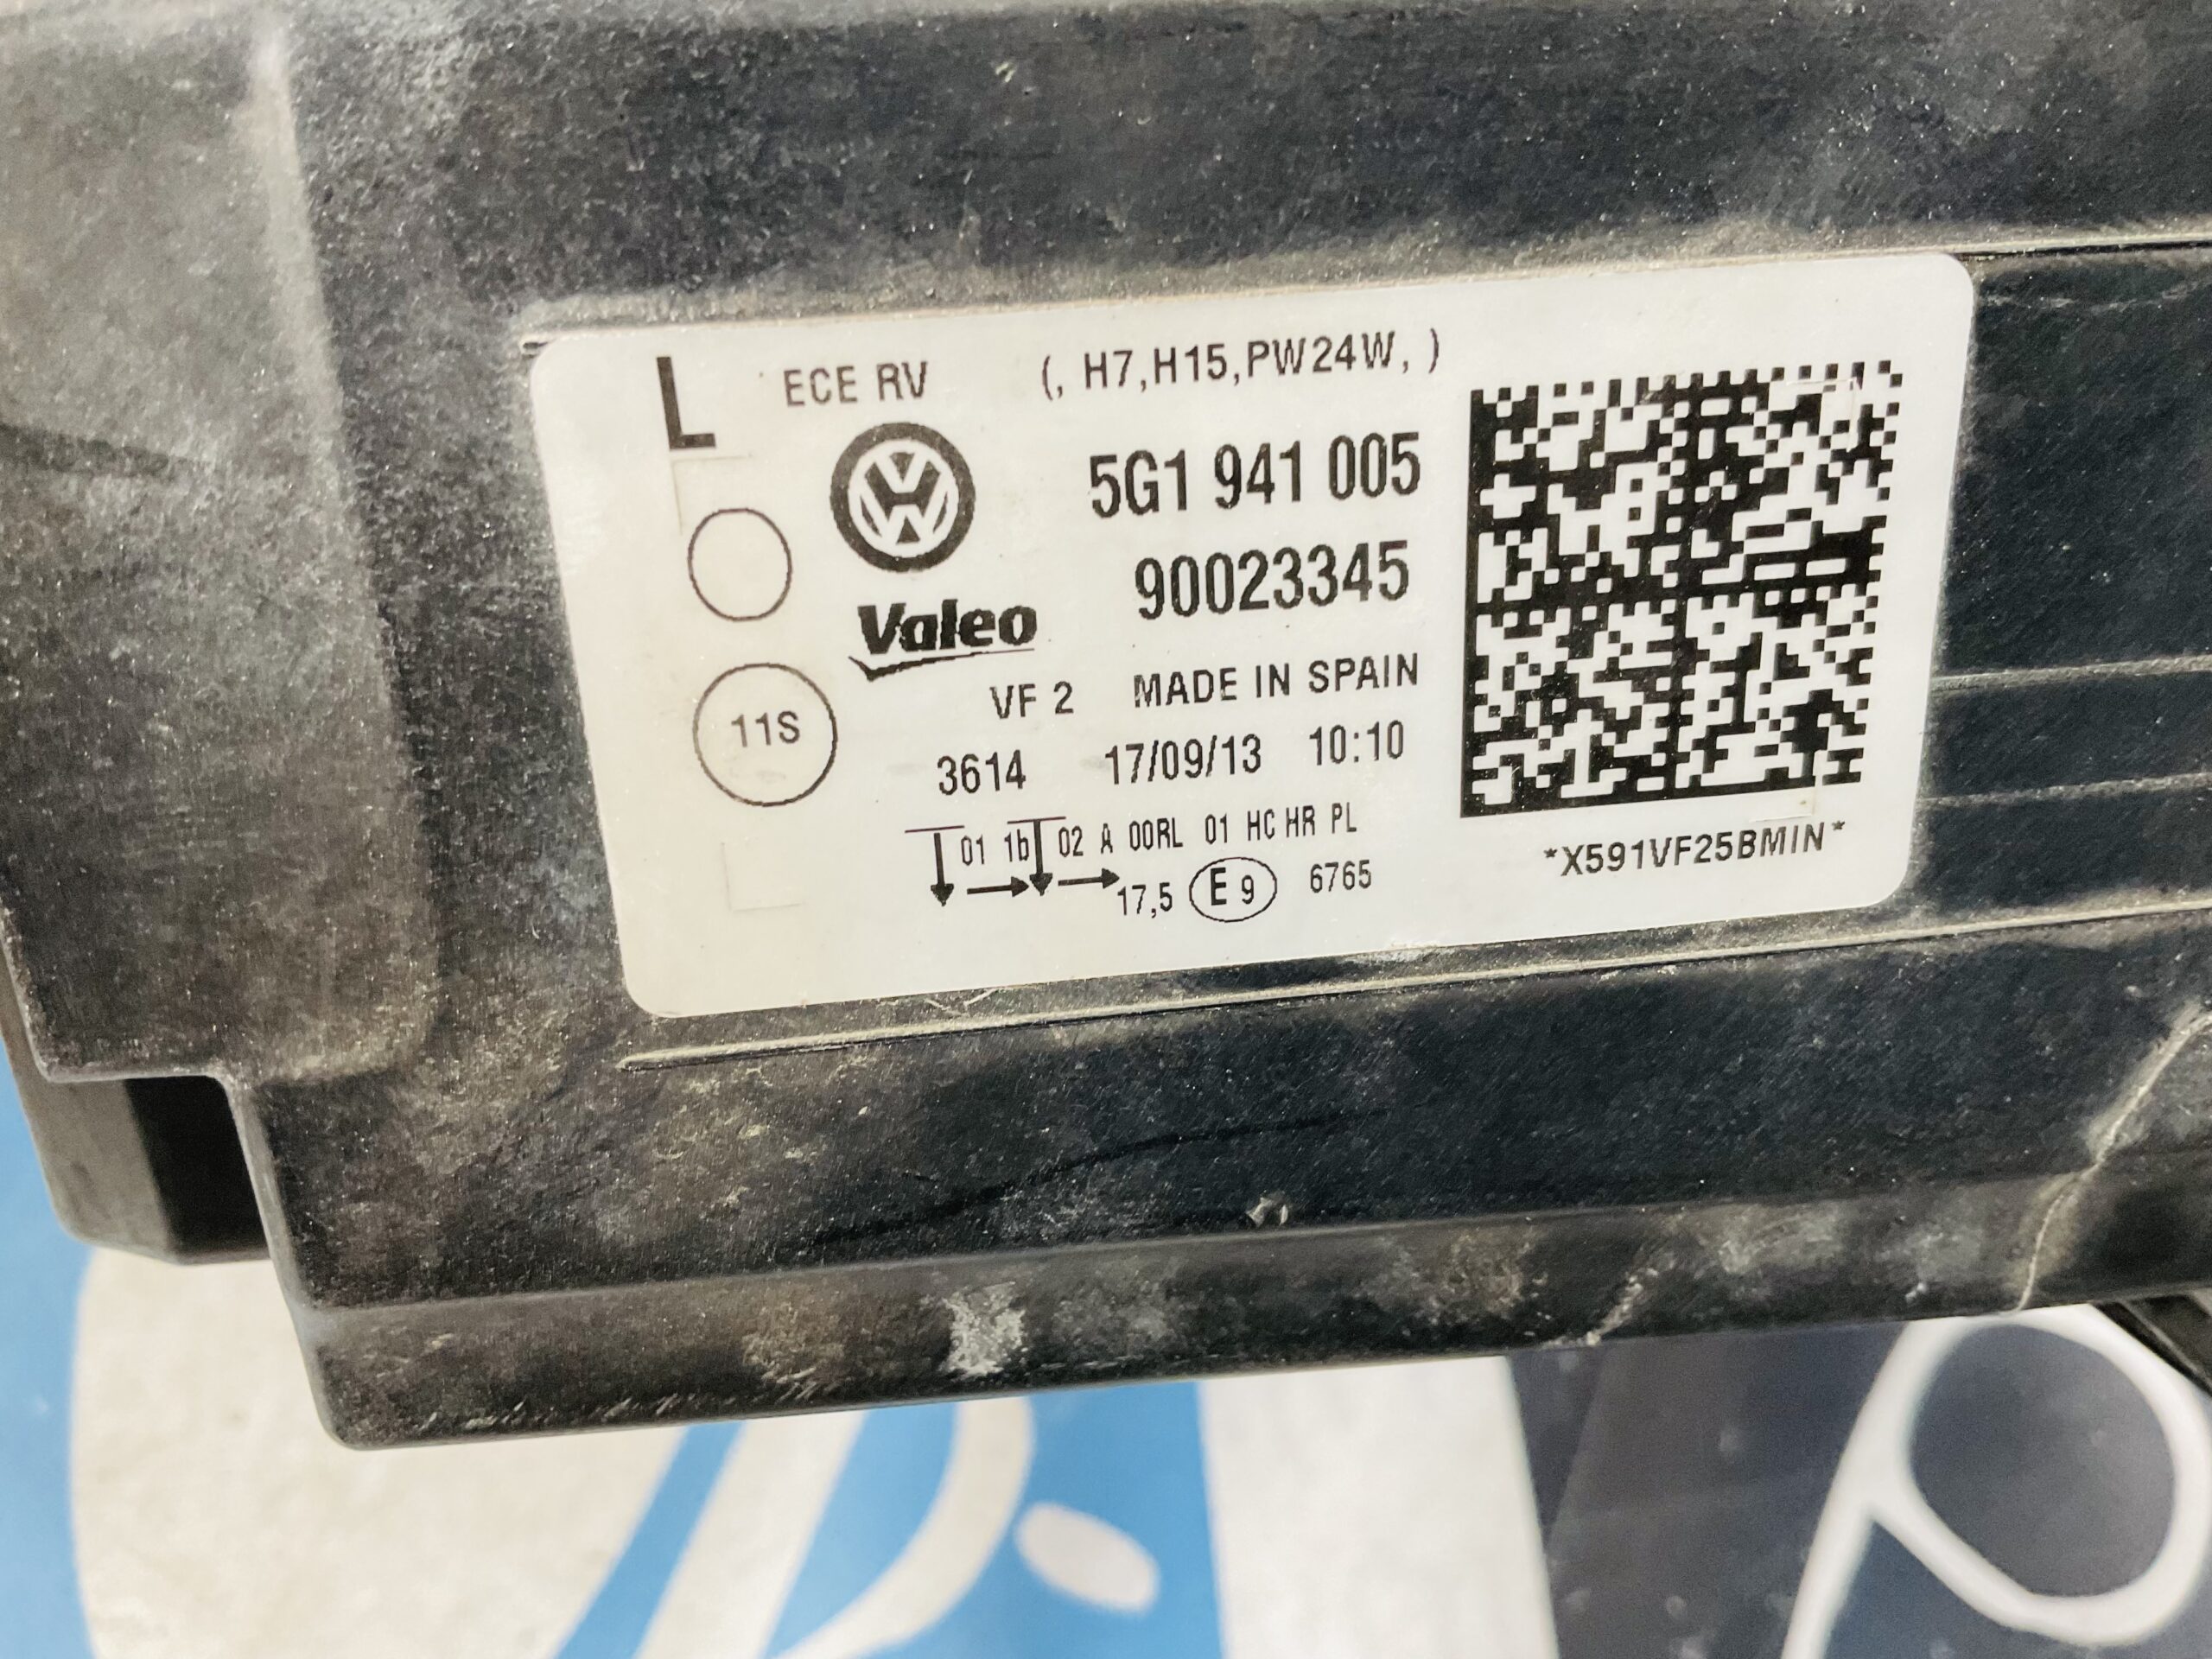 L ECE RV (, H7,H15,PW24W, )
5G1 941 005
90023345
Valeo
VF 2 MADE IN SPAIN
11S
3614 17/09/13 10:10
01 1b 02 A 00RL 01 HC HR PL
17,5 E9 6765
*X591VF25BMIN*